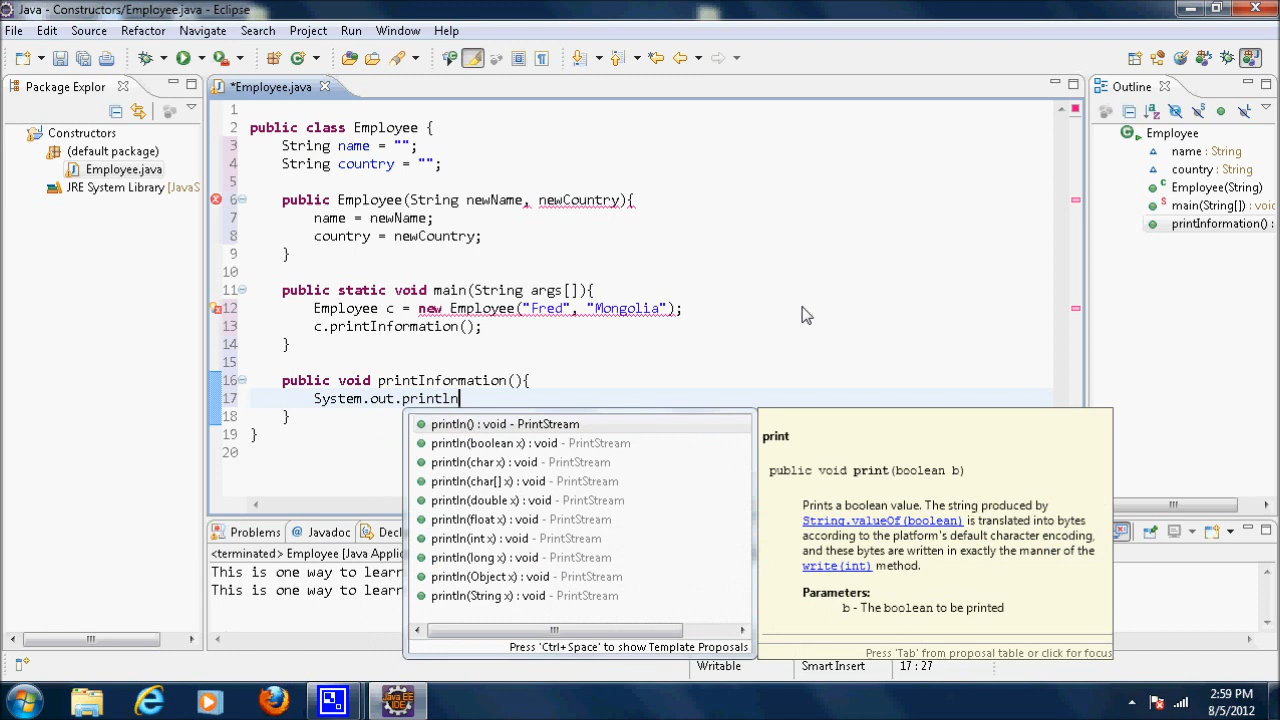 Java - Constructors/Employee.java - Eclipse
File Edit Source Refactor Navigate Search Project Run Window Help
Package Explor
*Employee.java
Outline
Constructors
(default package)
Employee.java
JRE System Library [JavaS
1
2 public class Employee {
3 String name = "";
4 String country = "";
5
6 public Employee(String newName, newCountry){
7 name = newName;
8 country = newCountry;
9 }
10
11 public static void main(String args[]){
12 Employee c = new Employee("Fred", "Mongolia");
13 c.printInformation();
14 }
15
16 public void printInformation(){
17 System.out.println
18 }
19 }
20
Employee
name : String
country : String
Employee(String)
main(String[]) : void
printInformation() :
println() : void - PrintStream
println(boolean x) : void - PrintStream
println(char x) : void - PrintStream
println(char[] x) : void - PrintStream
println(double x) : void - PrintStream
println(float x) : void - PrintStream
println(int x) : void - PrintStream
println(long x) : void - PrintStream
println(Object x) : void - PrintStream
println(String x) : void - PrintStream
Press 'Ctrl+Space' to show Template Proposals
print
public void print(boolean b)
Prints a boolean value. The string produced by
String.valueOf(boolean) is translated into bytes
according to the platform's default character encoding,
and these bytes are written in exactly the manner of the
write(int) method.
Parameters:
b - The boolean to be printed
Press 'Tab' from proposal table or click for focus
Problems @ Javadoc Decl
<terminated> Employee [Java Applic
This is one way to learn
This is one way to learn
Writable Smart Insert 17 : 27
Java EE
IDE
2:59 PM
8/5/2012